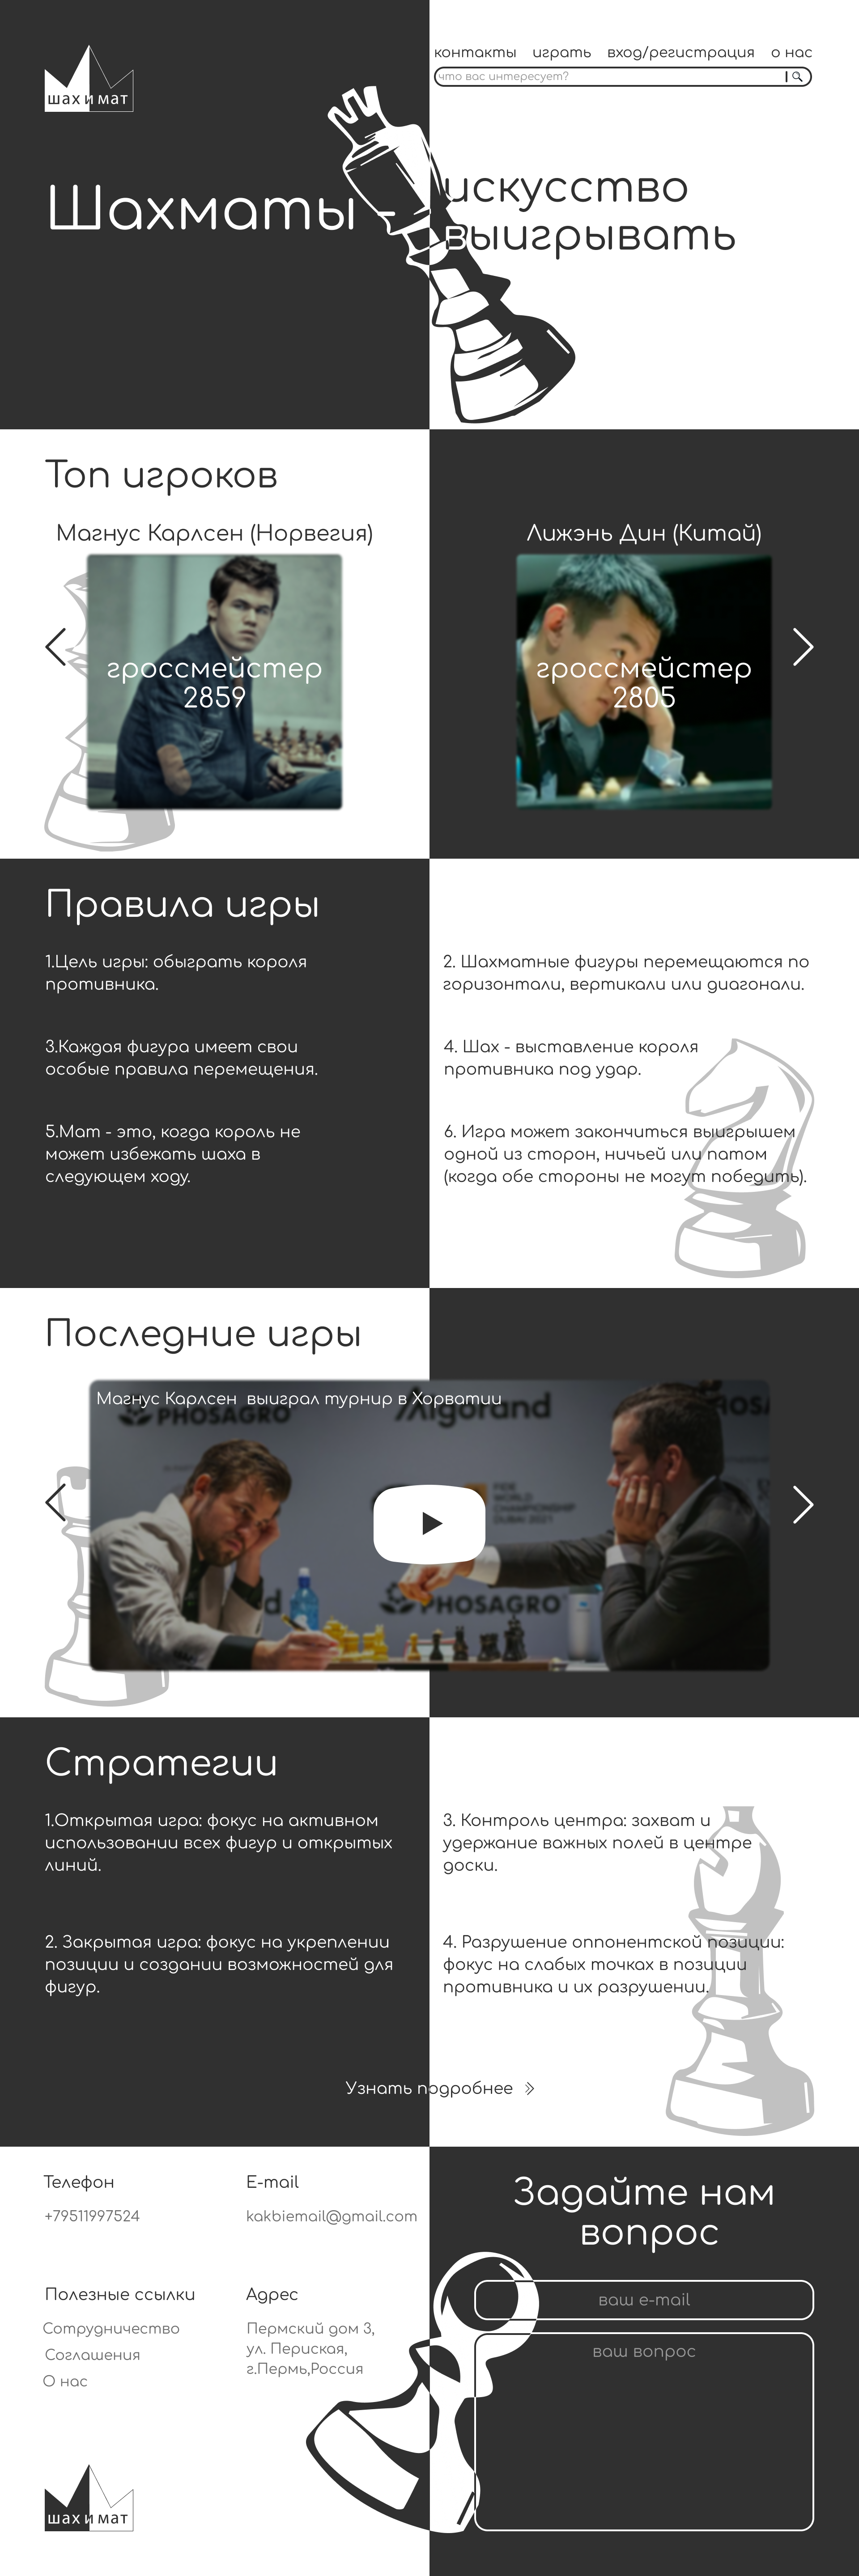 шах и мат
контакты играть вход/регистрация о нас
что вас интересует?
Шахматы -
искусство
выигрывать
Топ игроков
Магнус Карлсен (Норвегия)
гроссмейстер
2859
Лижэнь Дин (Китай)
гроссмейстер
2805
Правила игры
1.Цель игры: обыграть короля
противника.
2. Шахматные фигуры перемещаются по
горизонтали, вертикали или диагонали.
3.Каждая фигура имеет свои
особые правила перемещения.
4. Шах - выставление короля
противника под удар.
5.Мат - это, когда король не
может избежать шаха в
следующем ходу.
6. Игра может закончиться выигрышем
одной из сторон, ничьей или патом
(когда обе стороны не могут победить).
Последние игры
Магнус Карлсен выиграл турнир в Хорватии
PHOSAGRO
Algorand
FIDE
WORLD
CHAMPIONSHIP
DUBAI 2021
PHOSAGRO
Стратегии
1.Открытая игра: фокус на активном
использовании всех фигур и открытых
линий.
2. Закрытая игра: фокус на укреплении
позиции и создании возможностей для
фигур.
3. Контроль центра: захват и
удержание важных полей в центре
доски.
4. Разрушение оппонентской позиции:
фокус на слабых точках в позиции
противника и их разрушении.
Узнать подробнее
Телефон
+79511997524
E-mail
kakbiemail@gmail.com
Полезные ссылки
Сотрудничество
Соглашения
О нас
Адрес
Пермский дом 3,
ул. Периская,
г.Пермь,Россия
шах и мат
Задайте нам
вопрос
ваш e-mail
ваш вопрос